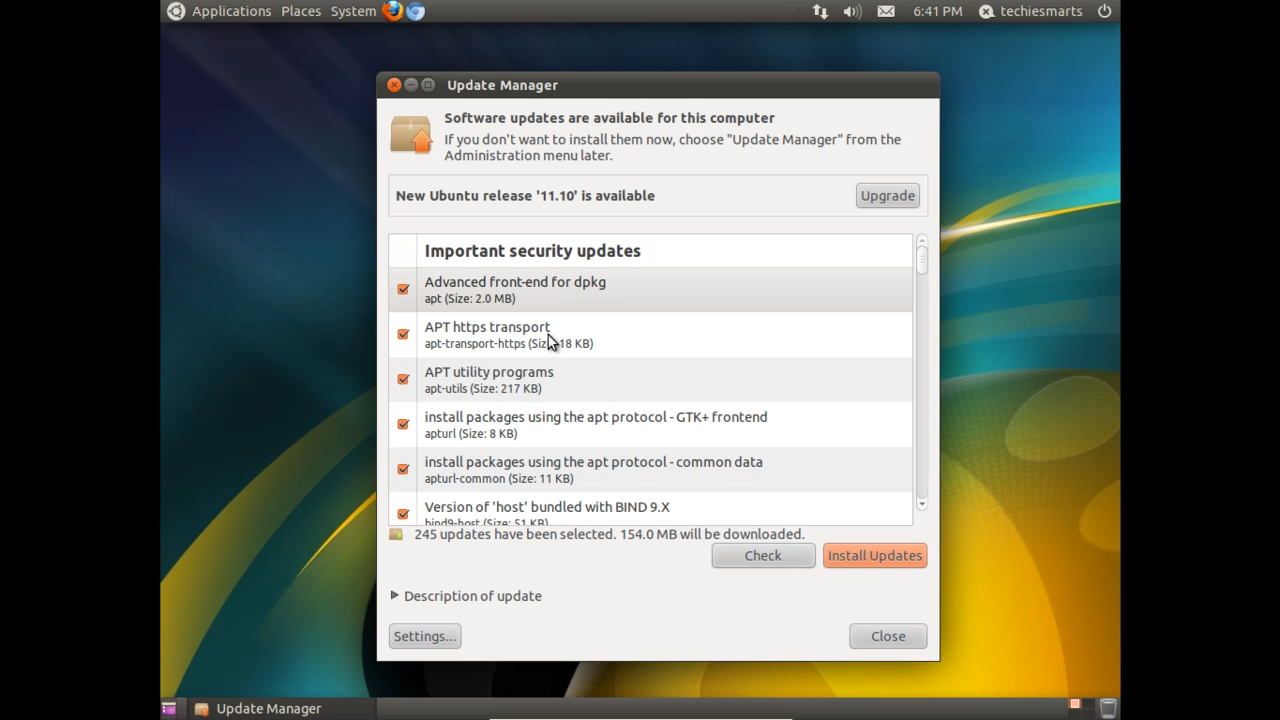 Applications Places System 6:41 PM techiesmarts
Update Manager
Software updates are available for this computer
If you don't want to install them now, choose "Update Manager" from the
Administration menu later.
New Ubuntu release '11.10' is available Upgrade
Important security updates
Advanced front-end for dpkg
apt (Size: 2.0 MB)
APT https transport
apt-transport-https 18 KB)
APT utility programs
apt-utils (Size: 217 KB)
install packages using the apt protocol - GTK+ frontend
apturl (Size: 8 KB)
install packages using the apt protocol - common data
apturl-common (Size: 11 KB)
Version of 'host' bundled with BIND 9.X
bind9-host (Size: 51 KB)
245 updates have been selected. 154.0 MB will be downloaded.
Check Install Updates
Description of update
Settings... Close
Update Manager